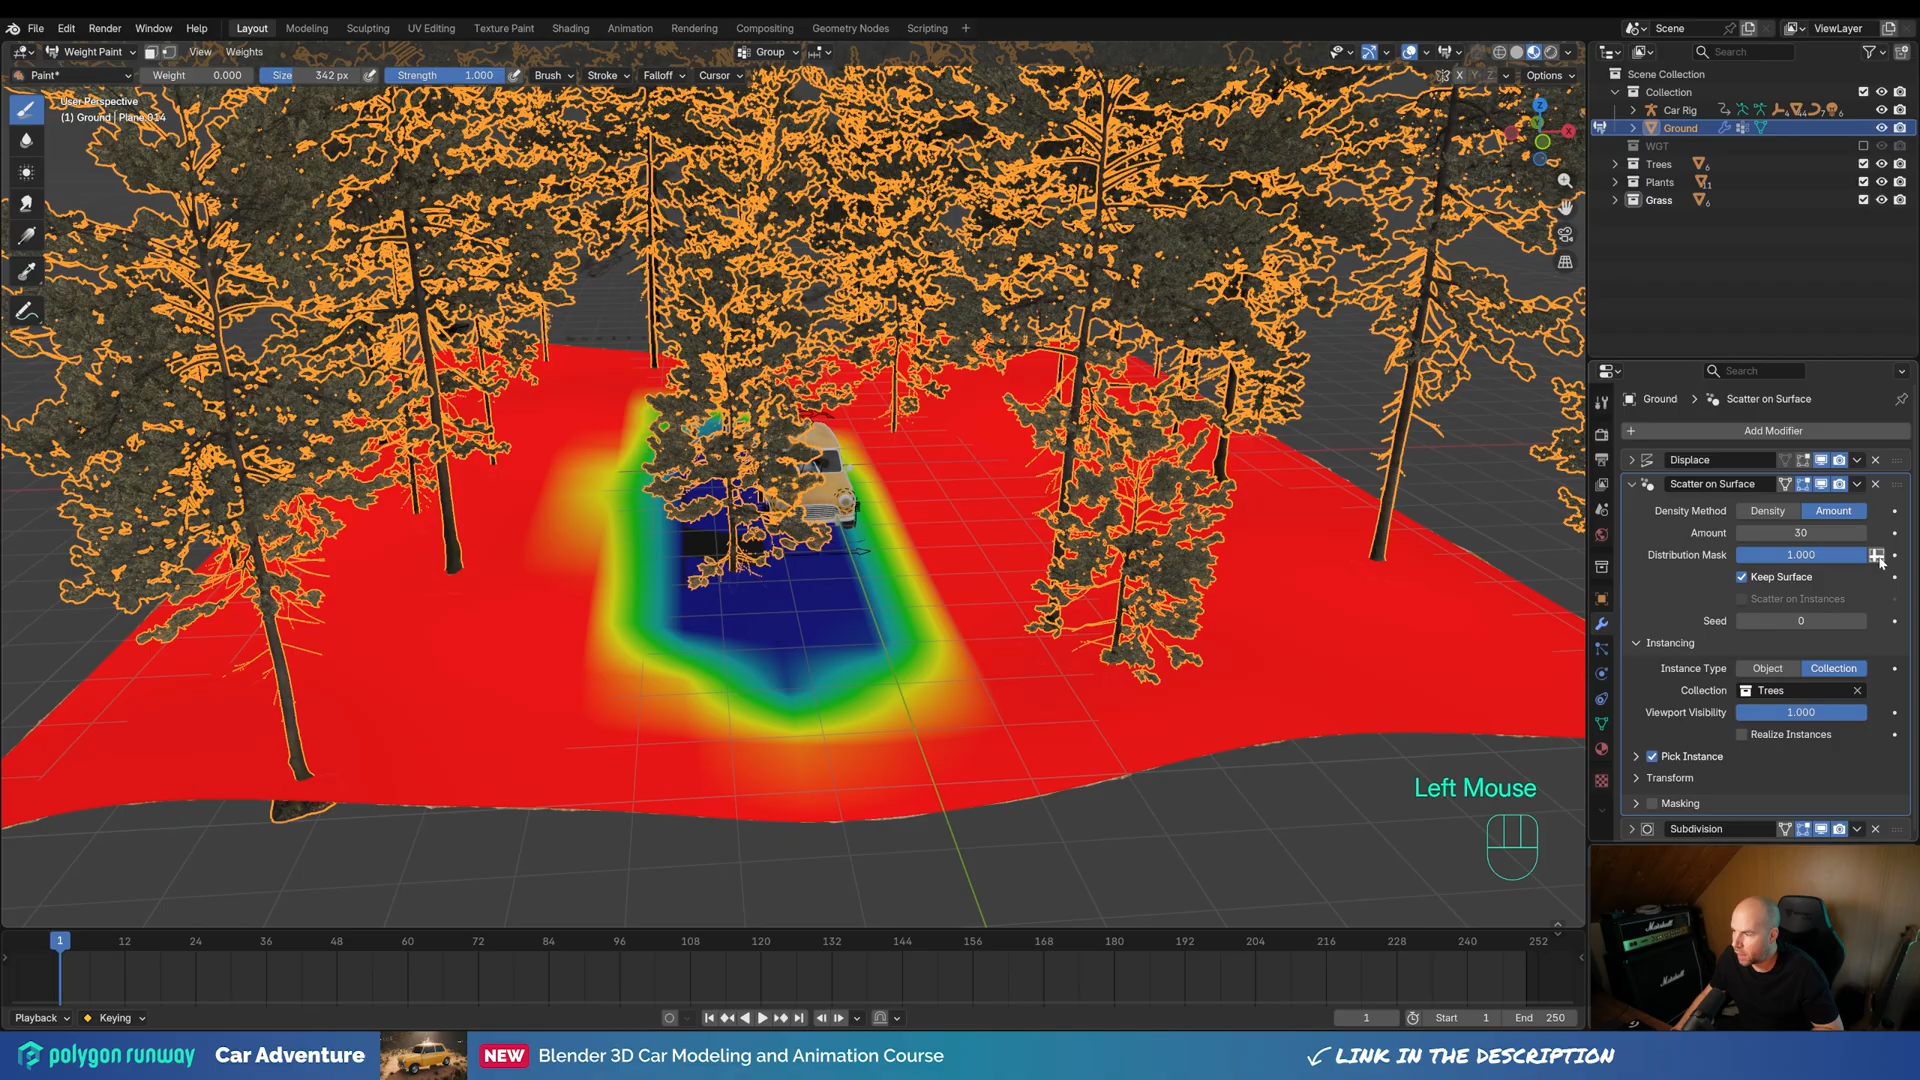 File Edit Render Window Help Layout Modeling Sculpting UV Editing Texture Paint Shading Animation Rendering Compositing Geometry Nodes Scripting + Scene ViewLayer
Weight Paint View Weights Group Search
Paint* Weight 0.000 Size 342 px Strength 1.000 Brush Stroke Falloff Cursor X Y Z Options
User Perspective
(1) Ground | Plane.014
Scene Collection
Collection
Car Rig
Ground
WGT
Trees 6
Plants 11
Grass 6
Z
X
Search
Ground > Scatter on Surface
+ Add Modifier
Displace
Scatter on Surface
Density Method Density Amount
Amount 30
Distribution Mask 1.000
Keep Surface
Scatter on Instances
Seed 0
Instancing
Instance Type Object Collection
Collection Trees
Viewport Visibility 1.000
Realize Instances
Pick Instance
Transform
Masking
Subdivision
Left Mouse
1 12 24 36 48 60 72 84 96 108 120 132 144 156 168 180 192 204 216 228 240 252
Playback Keying 1 Start 1 End 250
Marshall
Marshall
polygon runway Car Adventure NEW Blender 3D Car Modeling and Animation Course LINK IN THE DESCRIPTION